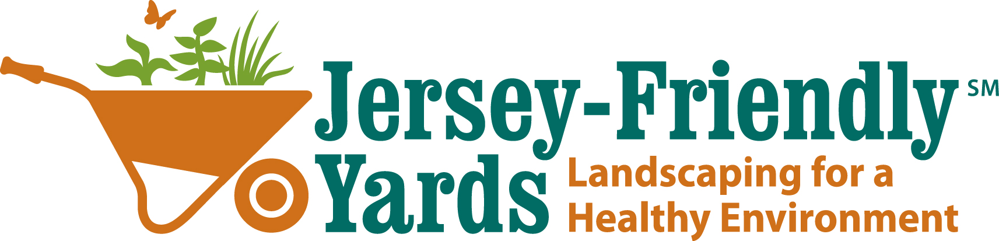 Jersey-Friendly SM
Yards
Landscaping for a
Healthy Environment